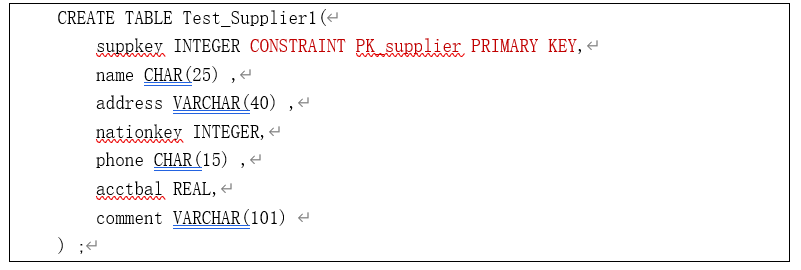 CREATE TABLE Test_Supplier1(
suppkey INTEGER CONSTRAINT PK_supplier PRIMARY KEY,
name CHAR(25) ,
address VARCHAR(40) ,
nationkey INTEGER,
phone CHAR(15) ,
acctbal REAL,
comment VARCHAR(101)
) ;